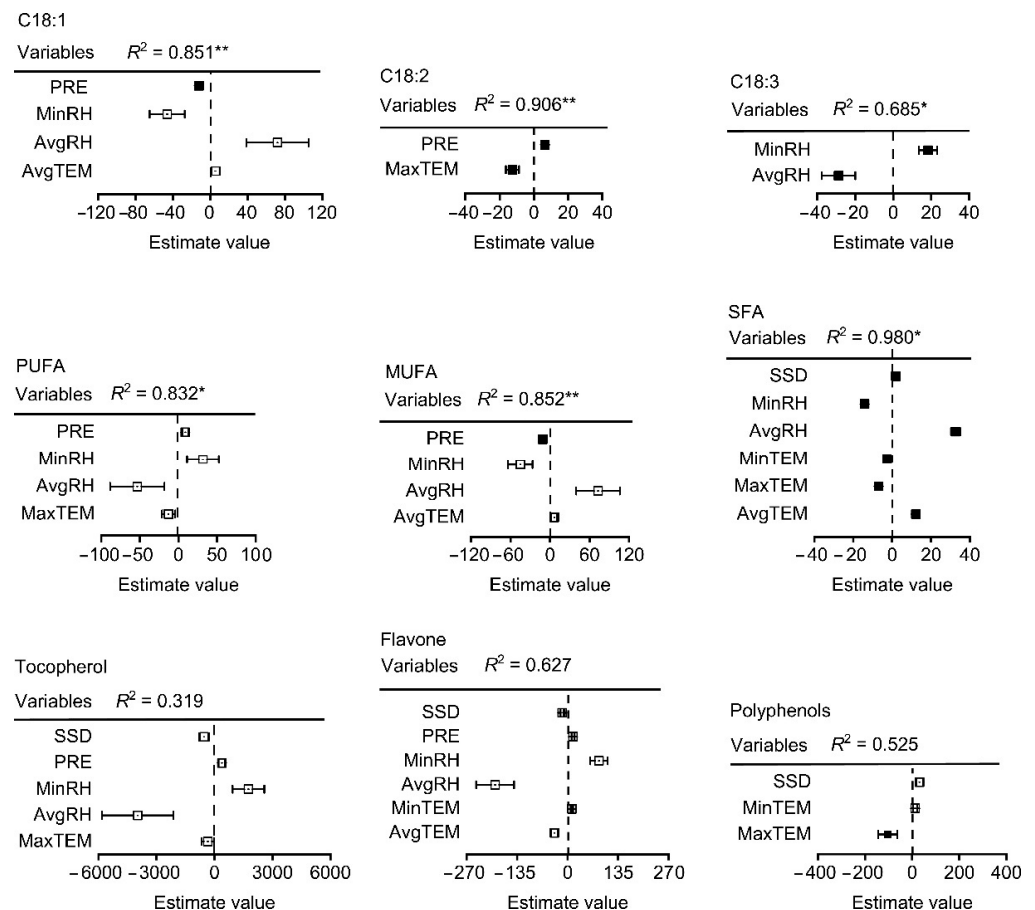 C18:1
Variables R² = 0.851**
PRE
MinRH
AvgRH
AvgTEM
−120 −80 −40 0 40 80 120
Estimate value
C18:2
Variables R² = 0.906**
PRE
MaxTEM
−40 −20 0 20 40
Estimate value
C18:3
Variables R² = 0.685*
MinRH
AvgRH
−40 −20 0 20 40
Estimate value
PUFA
Variables R² = 0.832*
PRE
MinRH
AvgRH
MaxTEM
−100 −50 0 50 100
Estimate value
MUFA
Variables R² = 0.852**
PRE
MinRH
AvgRH
AvgTEM
−120 −60 0 60 120
Estimate value
SFA
Variables R² = 0.980*
SSD
MinRH
AvgRH
MinTEM
MaxTEM
AvgTEM
−40 −20 0 20 40
Estimate value
Tocopherol
Variables R² = 0.319
SSD
PRE
MinRH
AvgRH
MaxTEM
−6000 −3000 0 3000 6000
Estimate value
Flavone
Variables R² = 0.627
SSD
PRE
MinRH
AvgRH
MinTEM
AvgTEM
−270 −135 0 135 270
Estimate value
Polyphenols
Variables R² = 0.525
SSD
MinTEM
MaxTEM
−400 −200 0 200 400
Estimate value